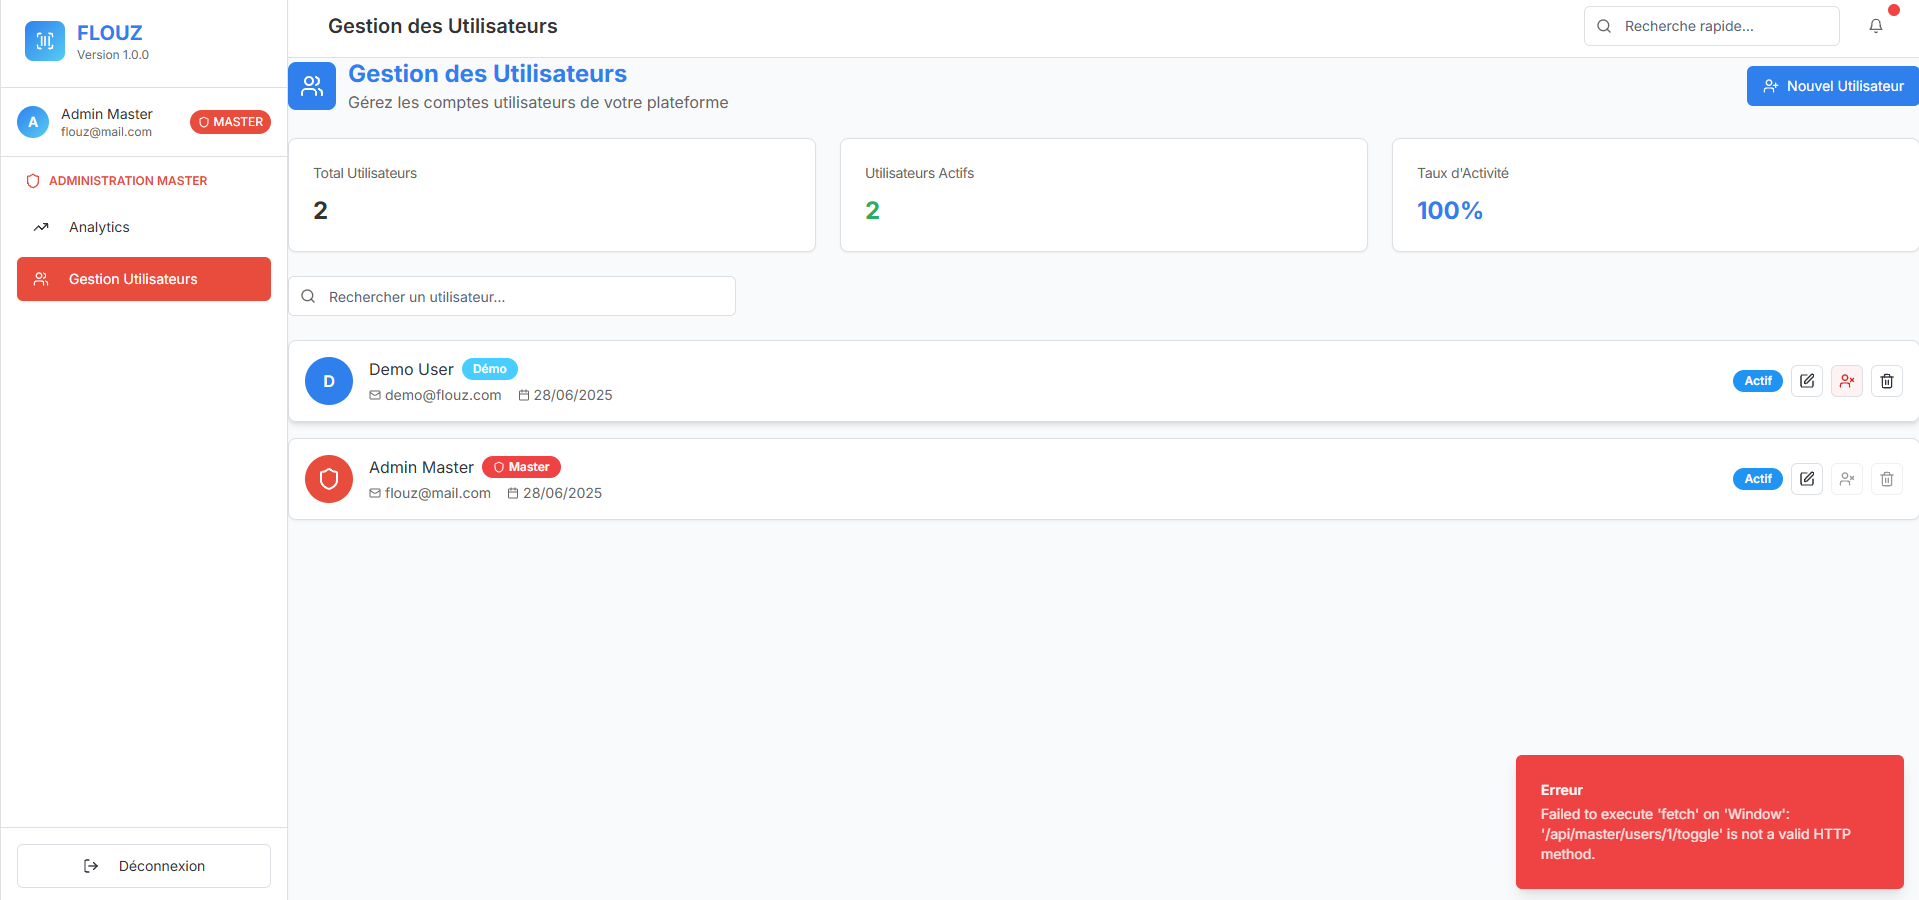 FLOUZ
Version 1.0.0
Gestion des Utilisateurs
Recherche rapide...
A
Admin Master
flouz@mail.com
MASTER
ADMINISTRATION MASTER
Analytics
Gestion Utilisateurs
Déconnexion
Gestion des Utilisateurs
Gérez les comptes utilisateurs de votre plateforme
Nouvel Utilisateur
Total Utilisateurs
2
Utilisateurs Actifs
2
Taux d'Activité
100%
Rechercher un utilisateur...
D
Demo User Démo
demo@flouz.com 28/06/2025
Actif
Admin Master Master
flouz@mail.com 28/06/2025
Actif
Erreur
Failed to execute 'fetch' on 'Window':
'/api/master/users/1/toggle' is not a valid HTTP
method.